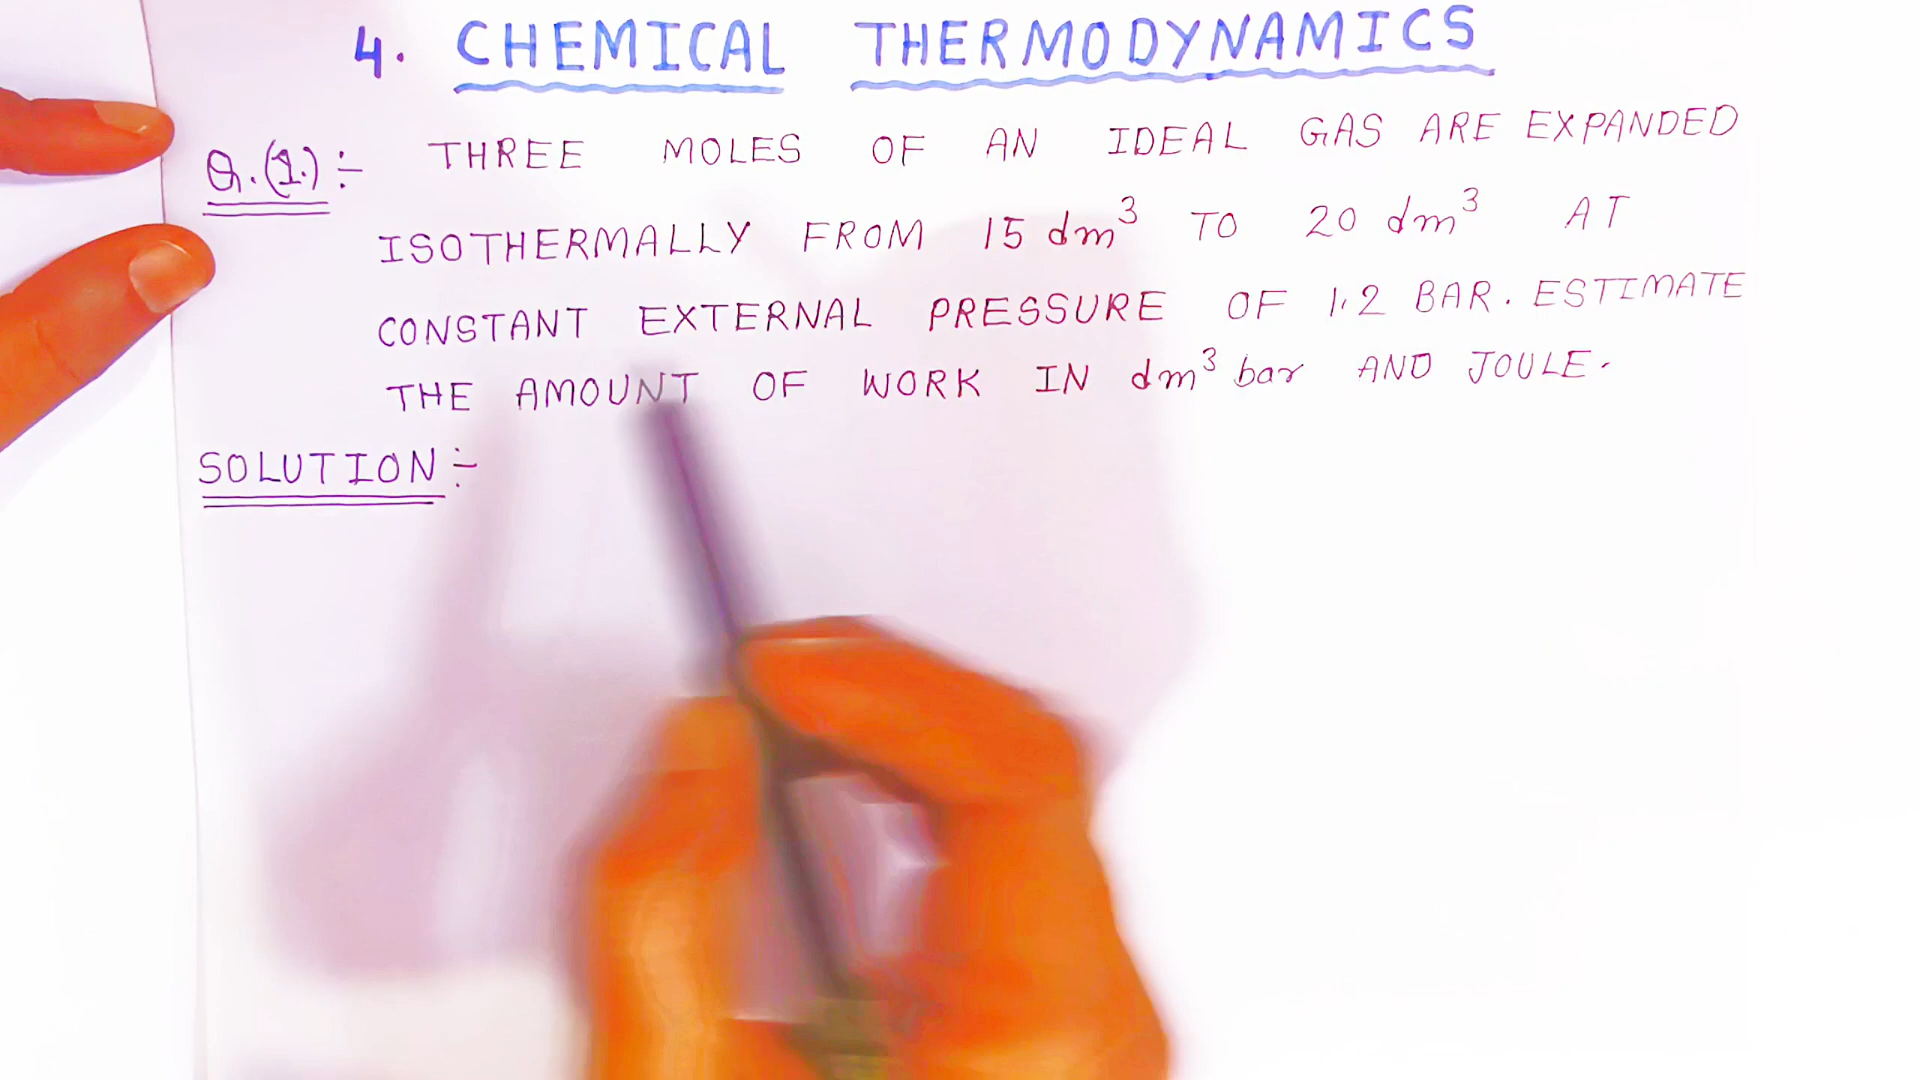 4. CHEMICAL THERMODYNAMICS
Q.(1.):- THREE MOLES OF AN IDEAL GAS ARE EXPANDED
ISOTHERMALLY FROM 15 dm³ TO 20 dm³ AT
CONSTANT EXTERNAL PRESSURE OF 1.2 BAR. ESTIMATE
THE AMOUNT OF WORK IN dm³ bar AND JOULE.
SOLUTION:-